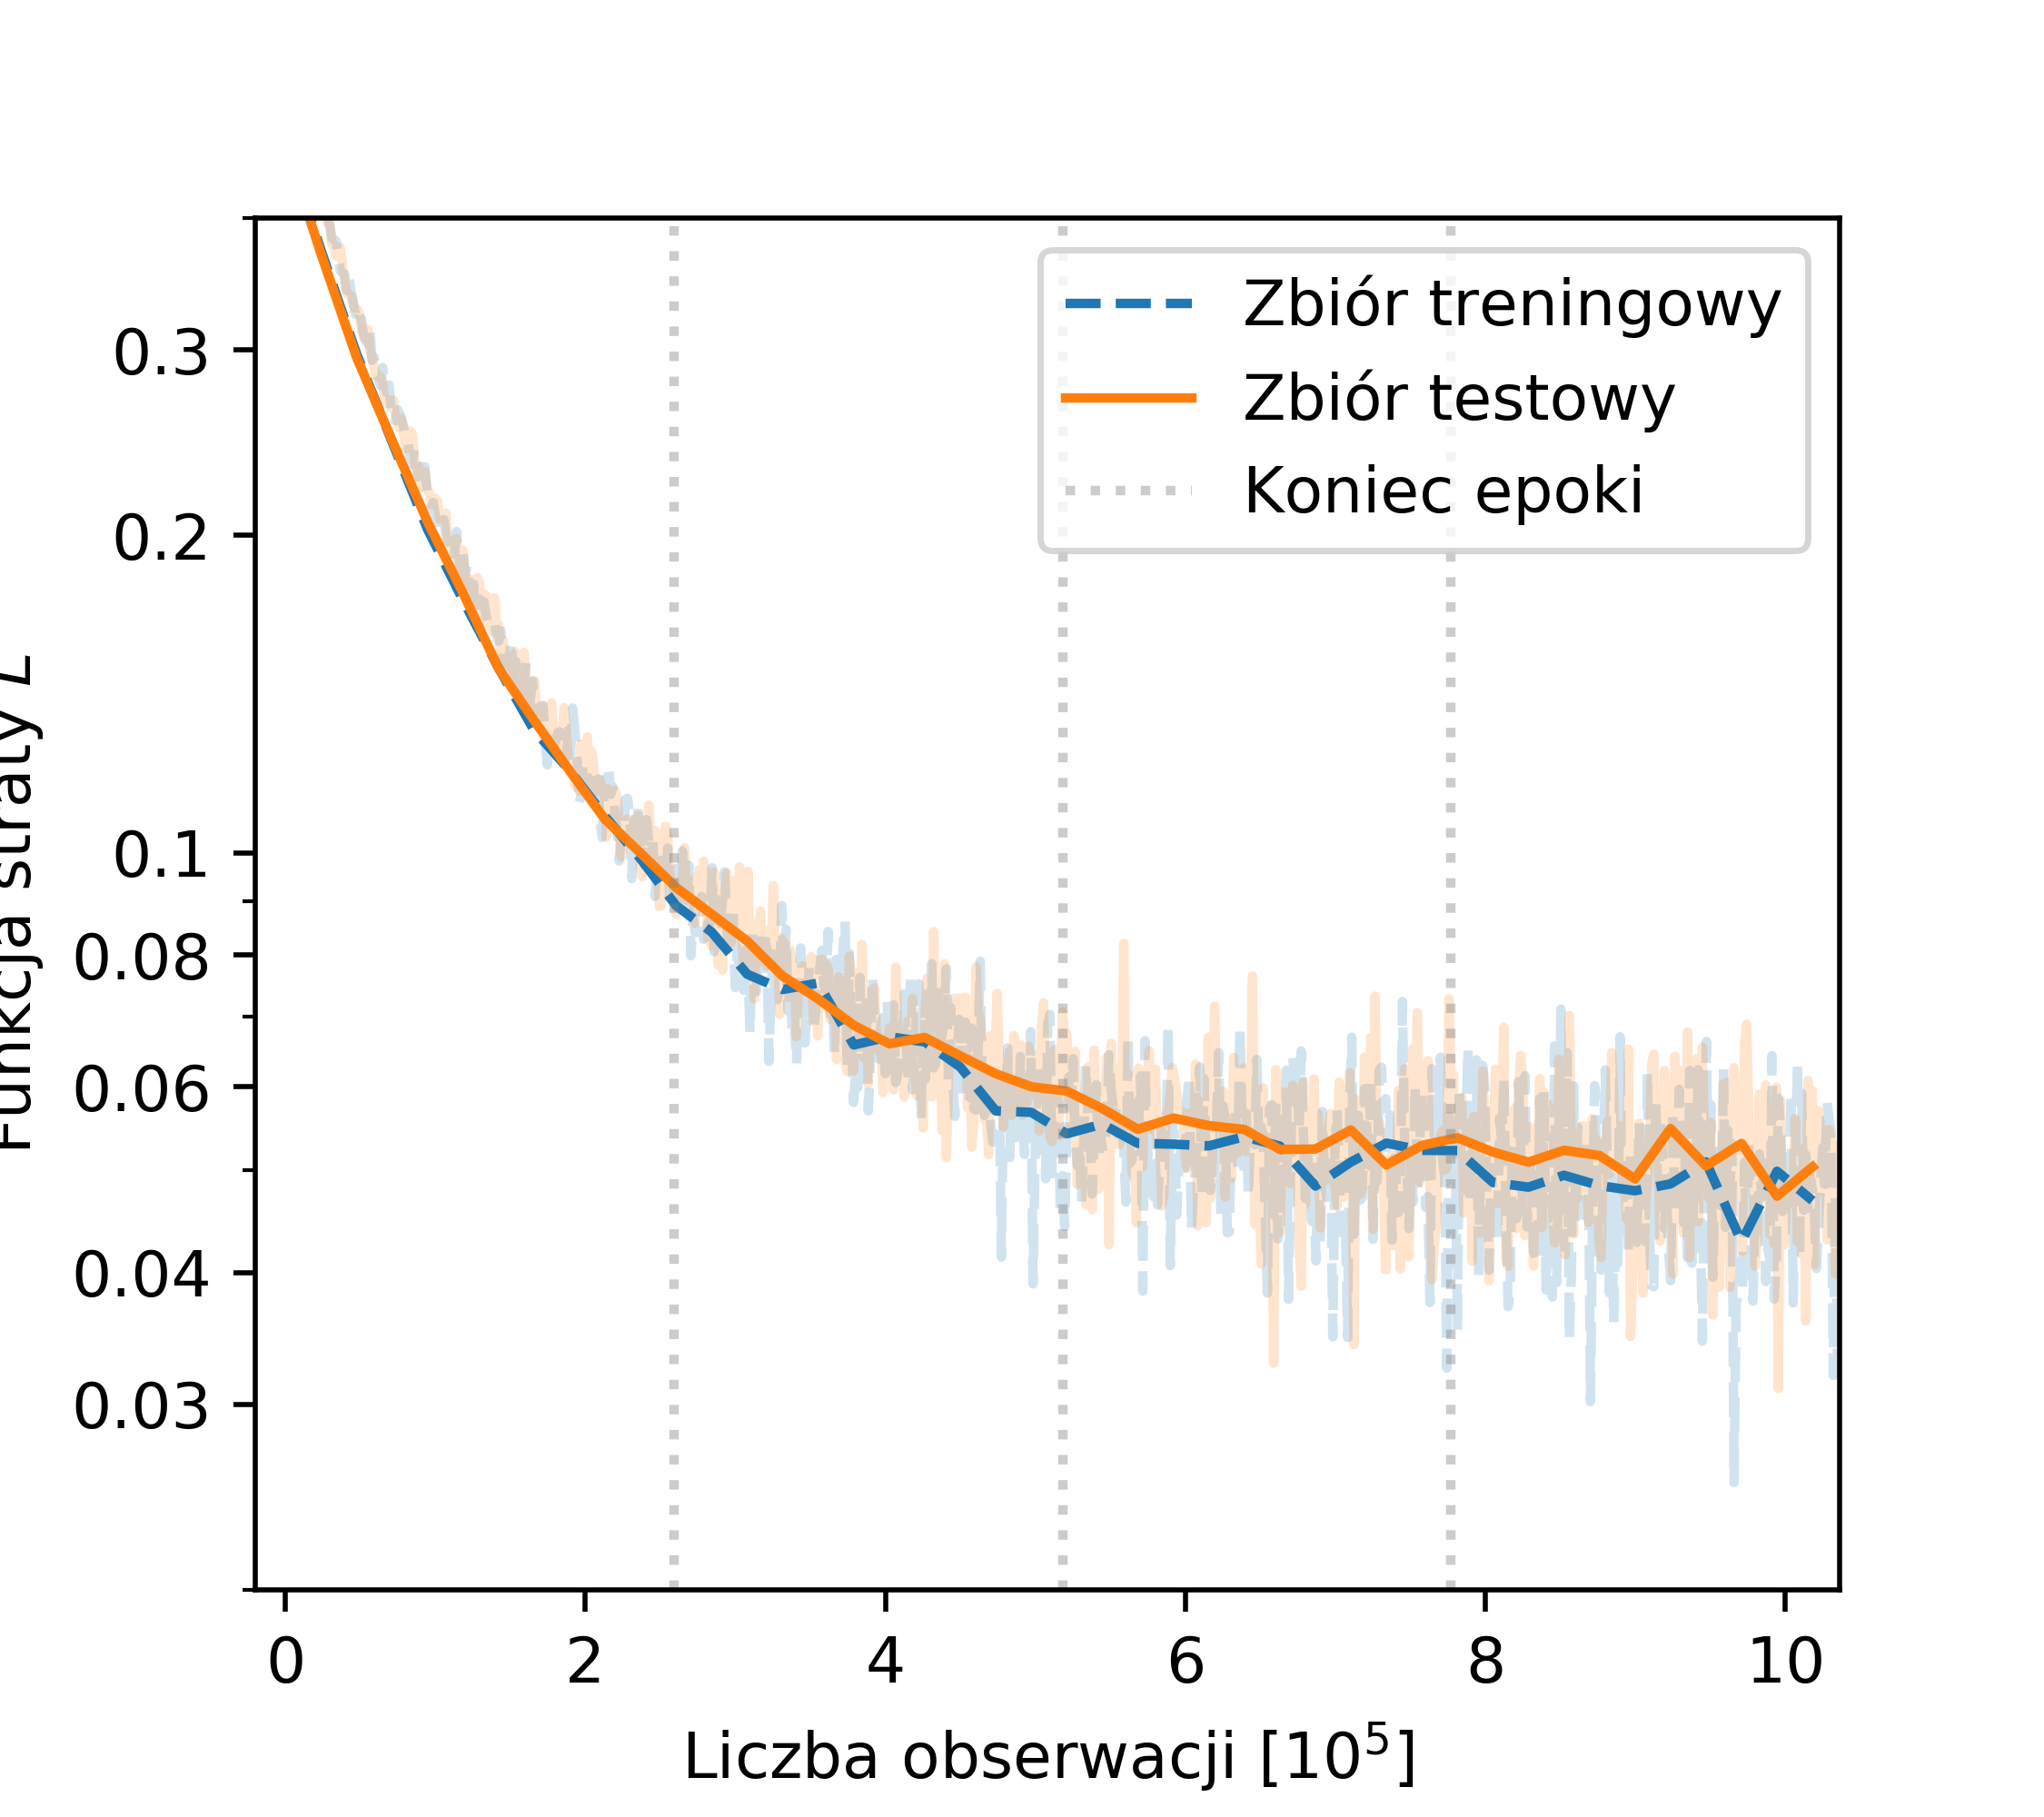 Funkcja straty L
0.3
0.2
0.1
0.08
0.06
0.04
0.03
Zbiór treningowy
Zbiór testowy
Koniec epoki
0 2 4 6 8 10
Liczba obserwacji [10⁵]